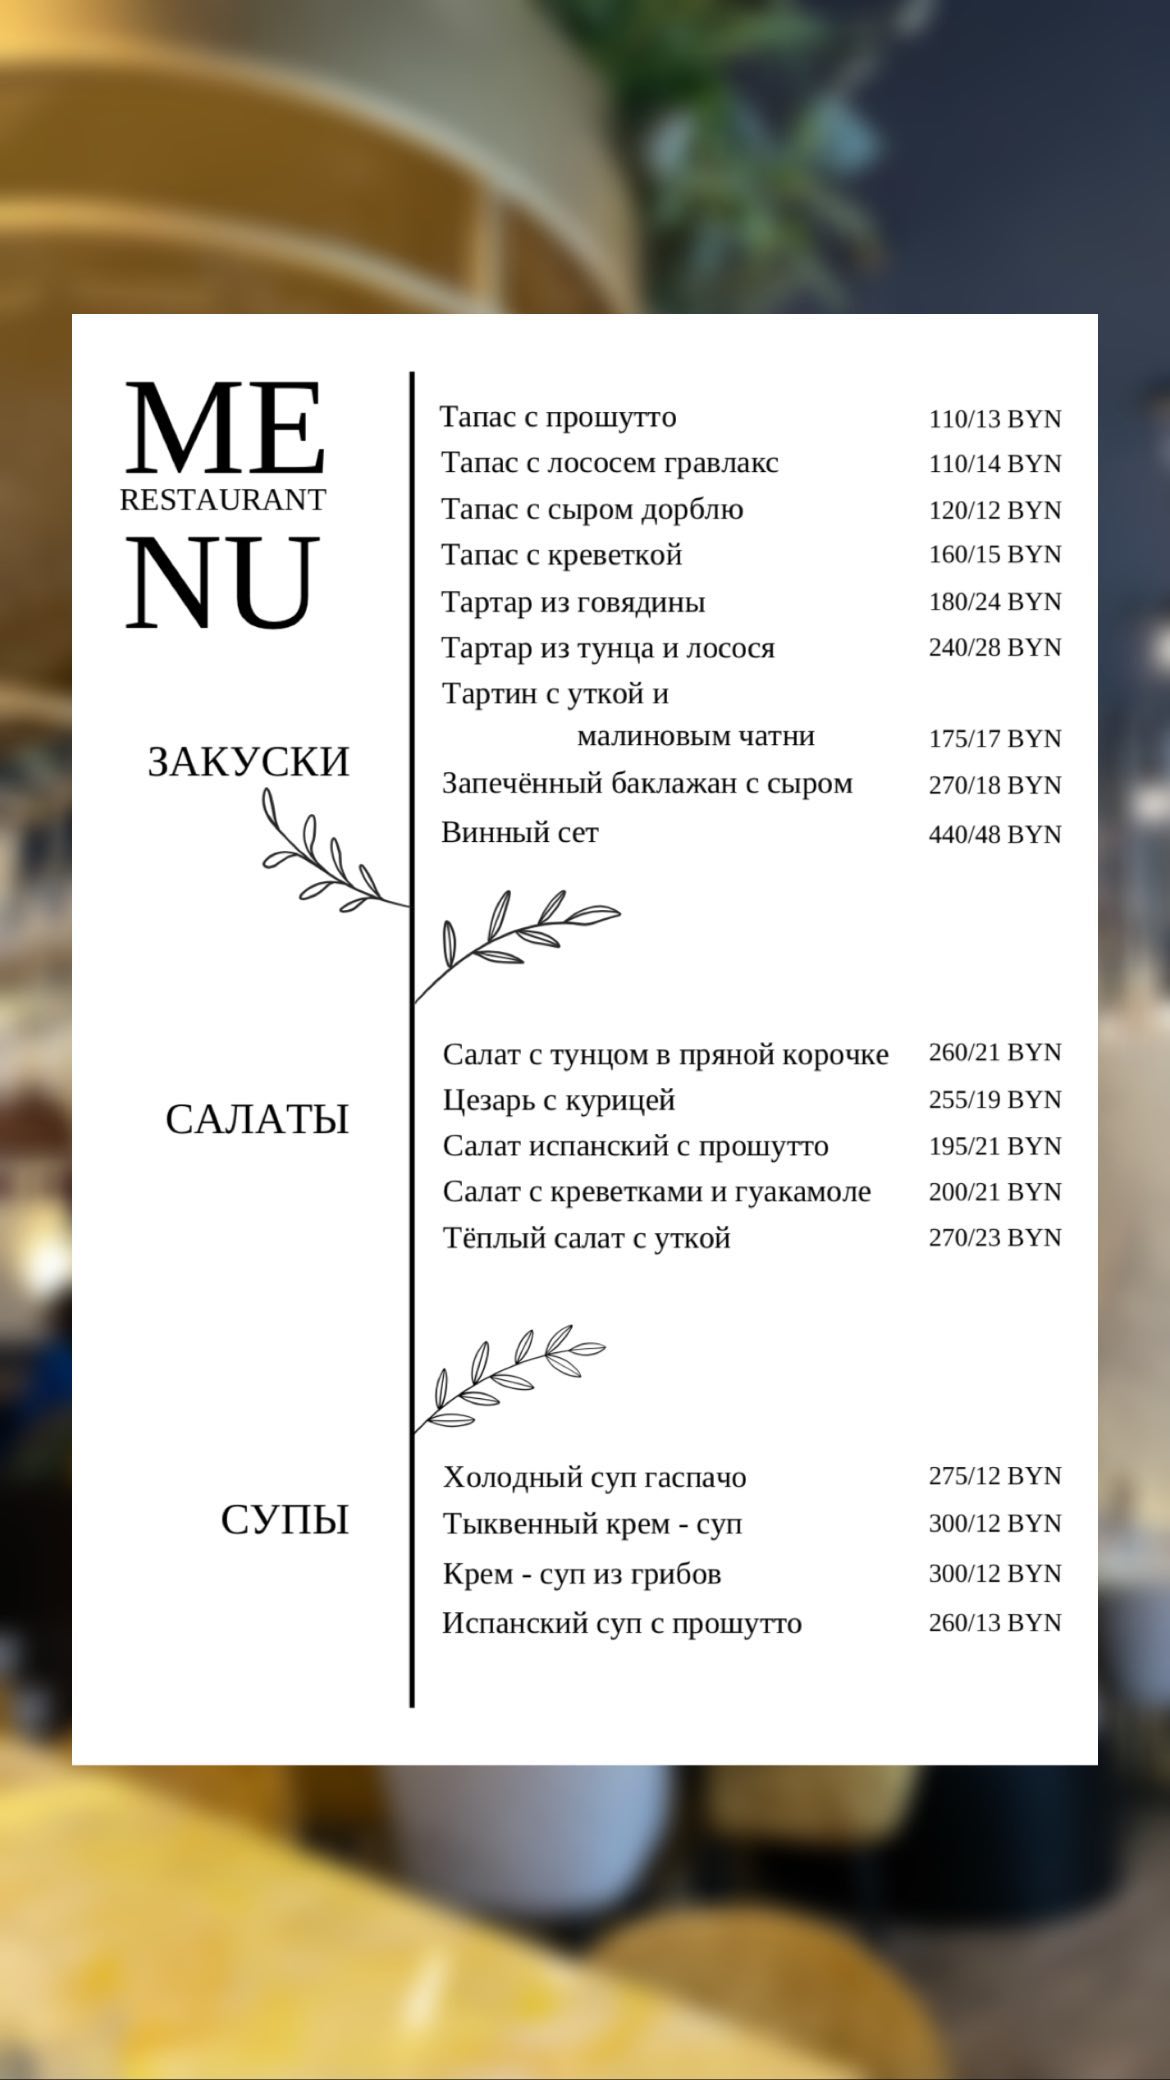 ME
RESTAURANT
NU
ЗАКУСКИ
Тапас с прошутто 110/13 BYN
Тапас с лососем гравлакс 110/14 BYN
Тапас с сыром дорблю 120/12 BYN
Тапас с креветкой 160/15 BYN
Тартар из говядины 180/24 BYN
Тартар из тунца и лосося 240/28 BYN
Тартин с уткой и
малиновым чатни 175/17 BYN
Запечённый баклажан с сыром 270/18 BYN
Винный сет 440/48 BYN
САЛАТЫ
Салат с тунцом в пряной корочке 260/21 BYN
Цезарь с курицей 255/19 BYN
Салат испанский с прошутто 195/21 BYN
Салат с креветками и гуакамоле 200/21 BYN
Тёплый салат с уткой 270/23 BYN
СУПЫ
Холодный суп гаспачо 275/12 BYN
Тыквенный крем - суп 300/12 BYN
Крем - суп из грибов 300/12 BYN
Испанский суп с прошутто 260/13 BYN